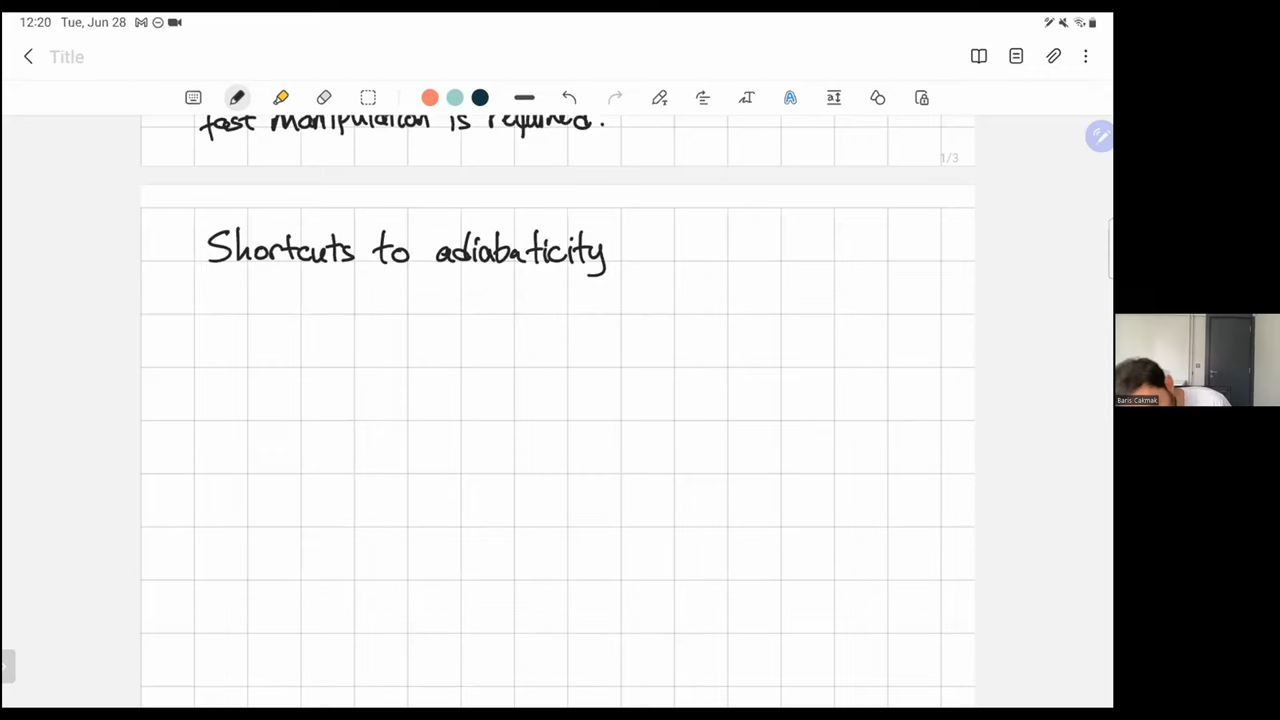 12:20 Tue, Jun 28
Title
fast manipulation is required.
1/3
Shortcuts to adiabaticity
Baris Cakmak